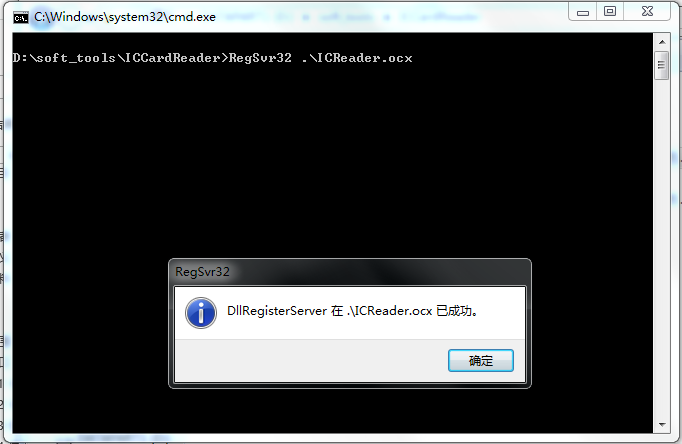 C:\Windows\system32\cmd.exe
D:\soft_tools\ICCardReader>RegSvr32 .\ICReader.ocx
RegSvr32
DllRegisterServer 在 .\ICReader.ocx 已成功。
确定